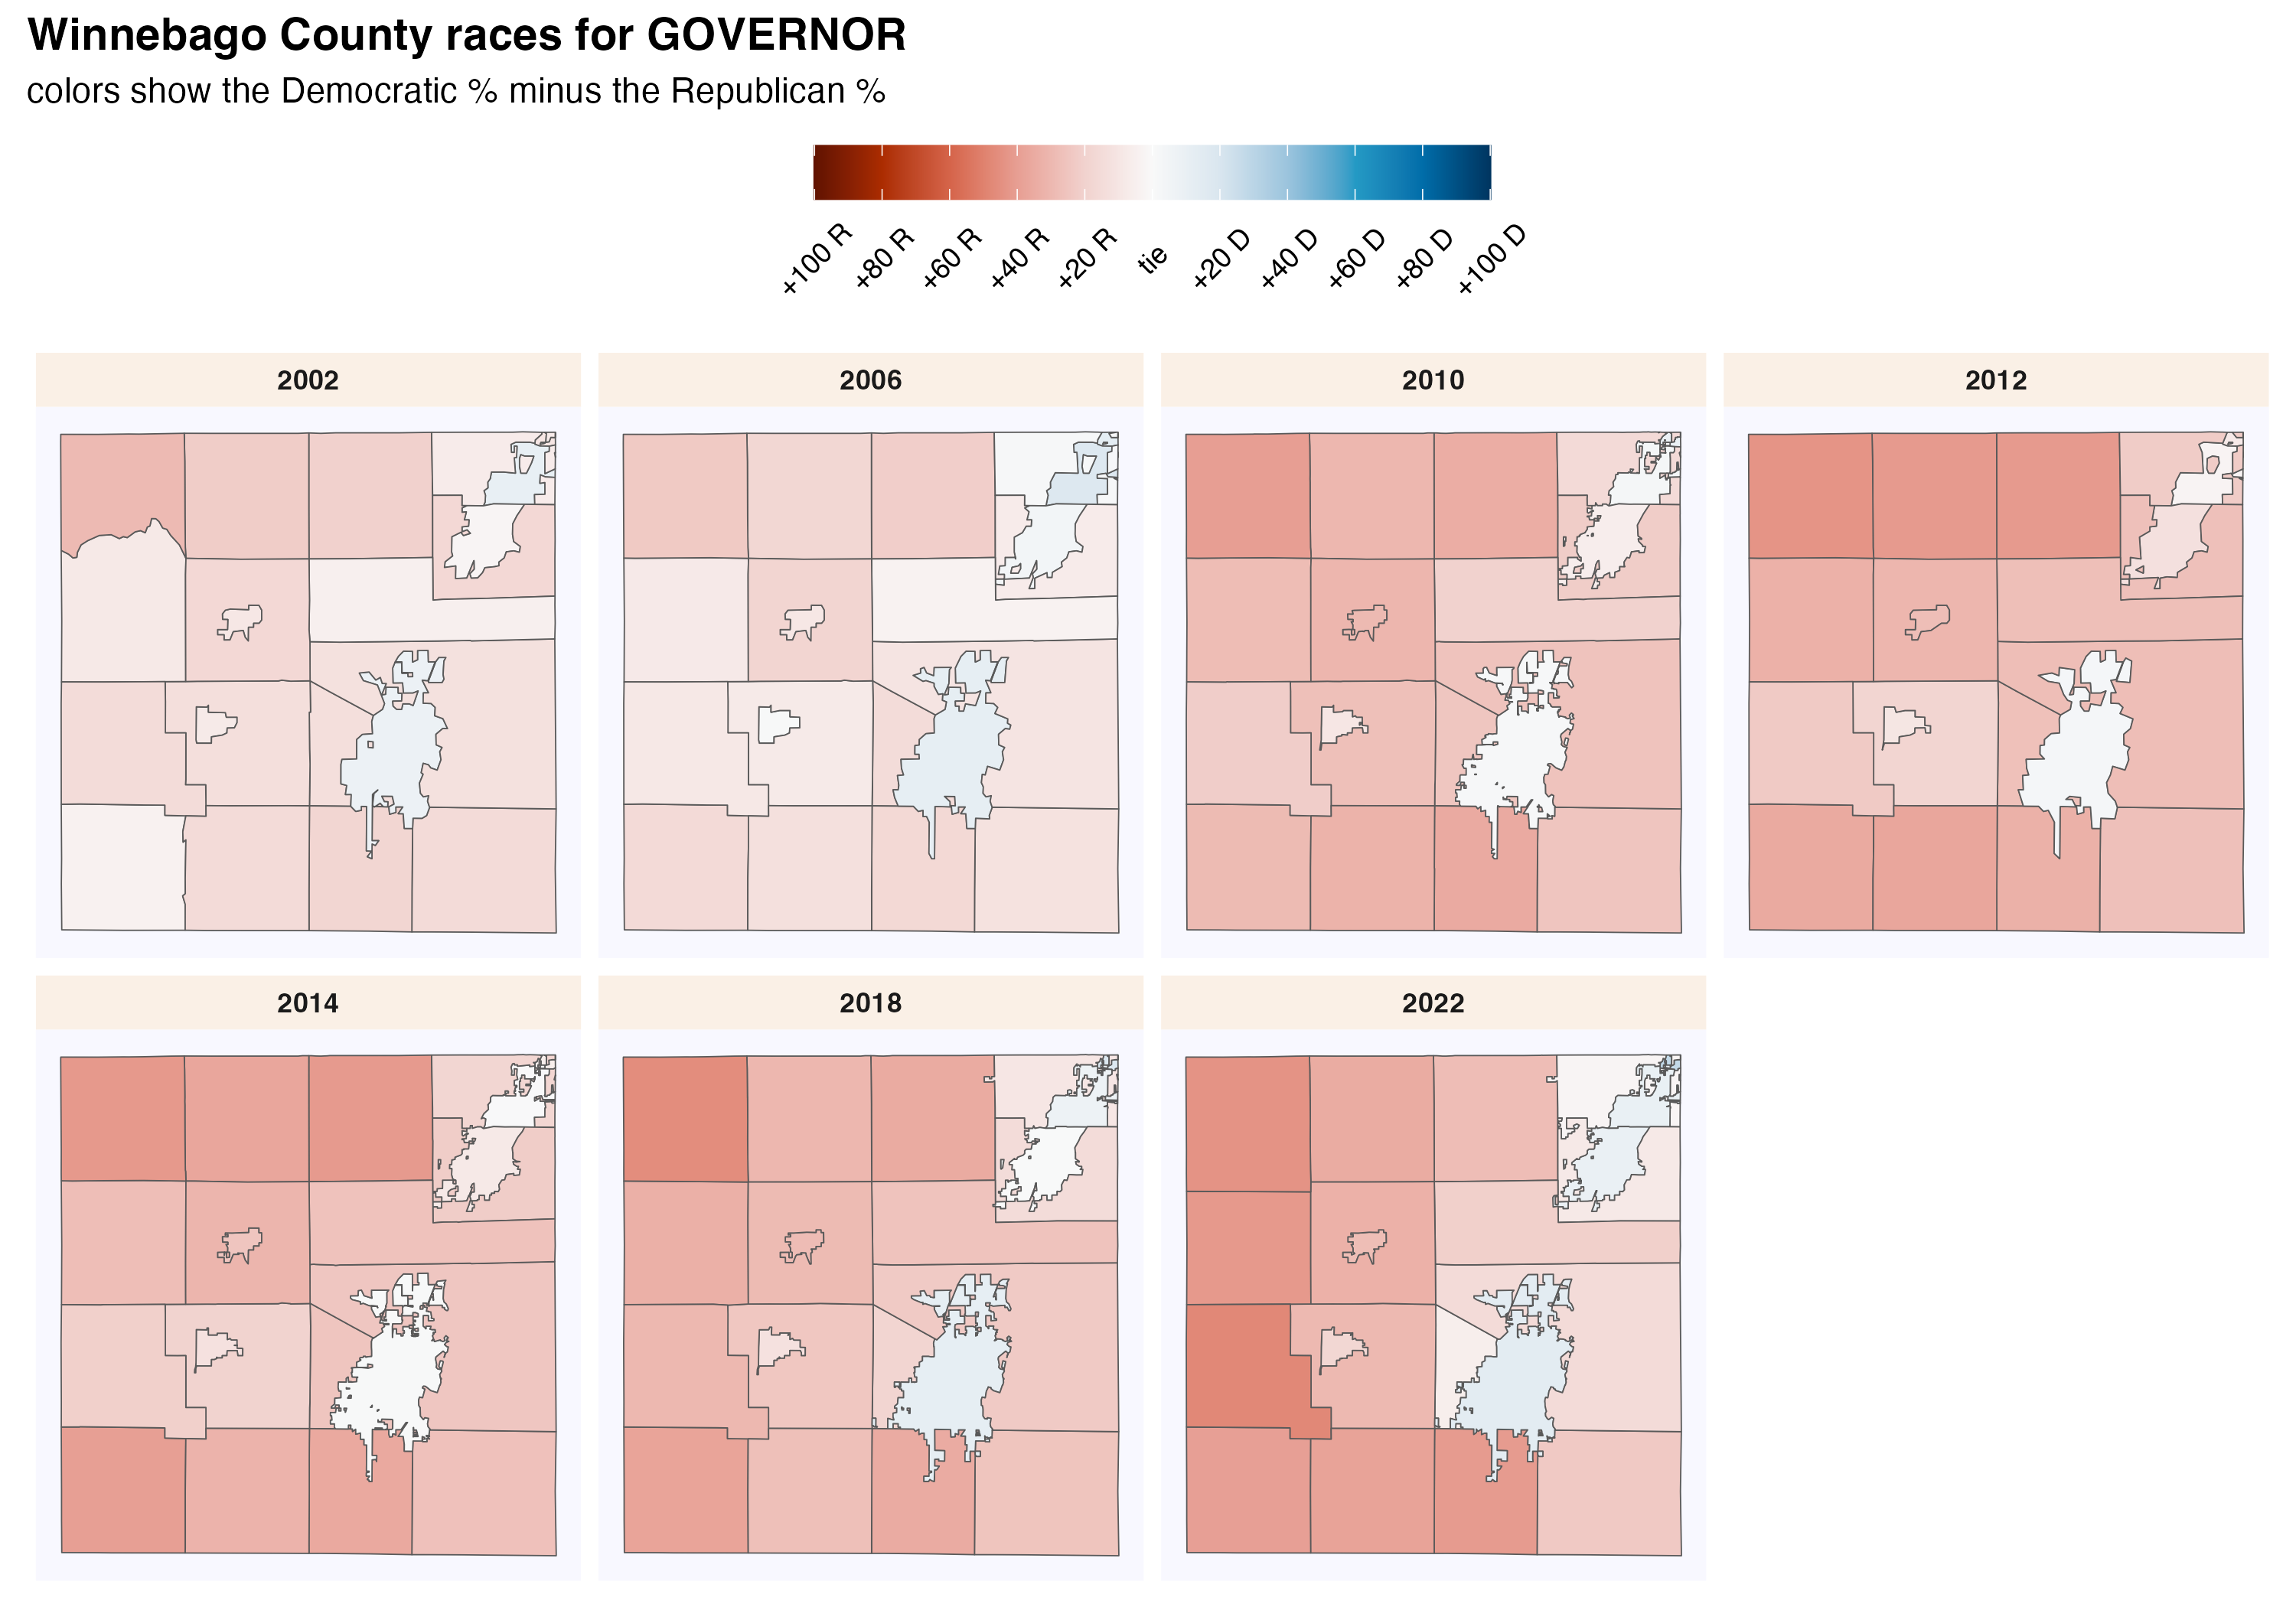 Winnebago County races for GOVERNOR
colors show the Democratic % minus the Republican %
+100 R
+80 R
+60 R
+40 R
+20 R
tie
+20 D
+40 D
+60 D
+80 D
+100 D
2002
2006
2010
2012
2014
2018
2022